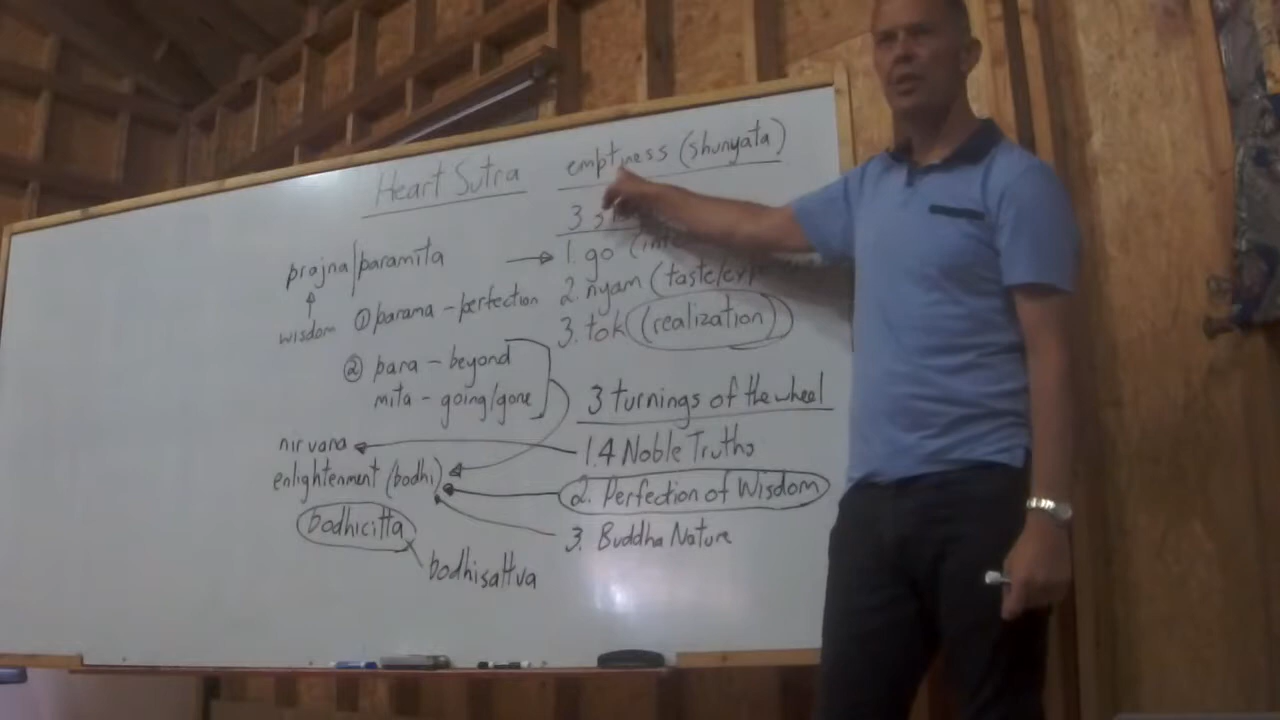 Heart Sutra
prajna/paramita
wisdom
① parama - perfection
② para - beyond
mita - going/gone
nirvana
enlightenment (bodhi)
bodhicitta
bodhisattva
emptiness (shunyata)
3
1. go
2. nyam (taste/
3. tok (realization)
3 turnings of the wheel
1. 4 Noble Truths
2. Perfection of Wisdom
3. Buddha Nature